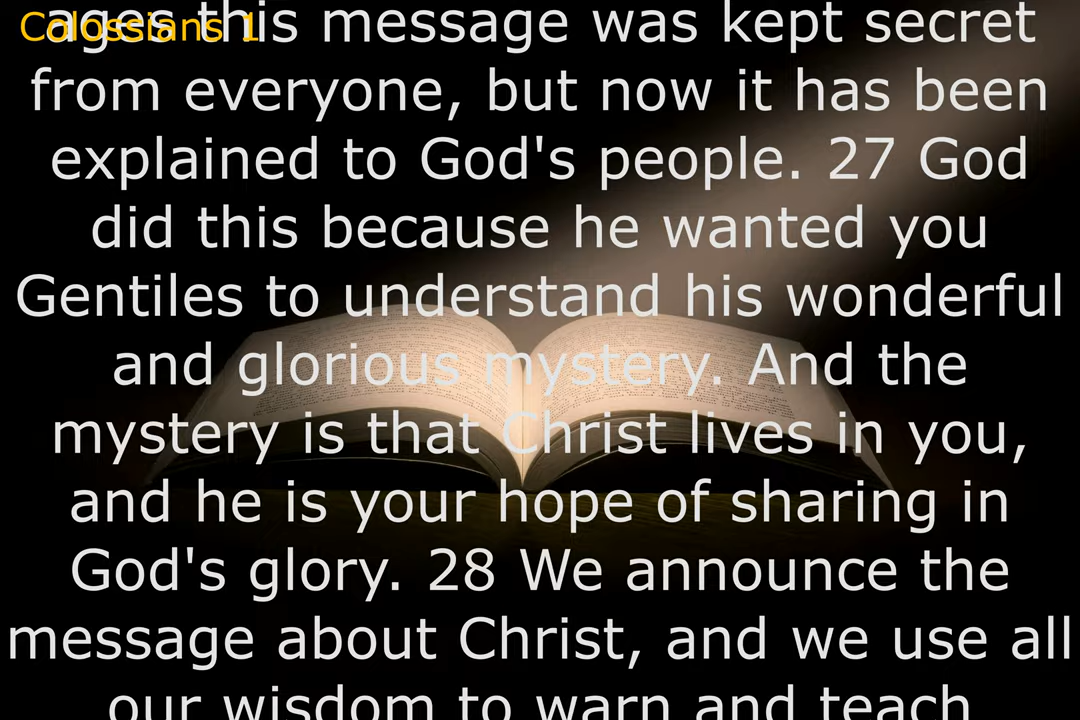 Colossians 1
ages this message was kept secret
from everyone, but now it has been
explained to God's people. 27 God
did this because he wanted you
Gentiles to understand his wonderful
and glorious mystery. And the
mystery is that Christ lives in you,
and he is your hope of sharing in
God's glory. 28 We announce the
message about Christ, and we use all
our wisdom to warn and teach